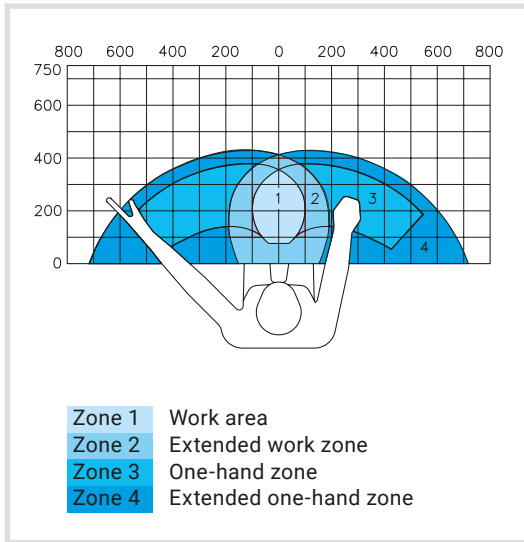 800 600 400 200 0 200 400 600 800
750
600
400
200
0
1 2 3 4
Zone 1 Work area
Zone 2 Extended work zone
Zone 3 One-hand zone
Zone 4 Extended one-hand zone